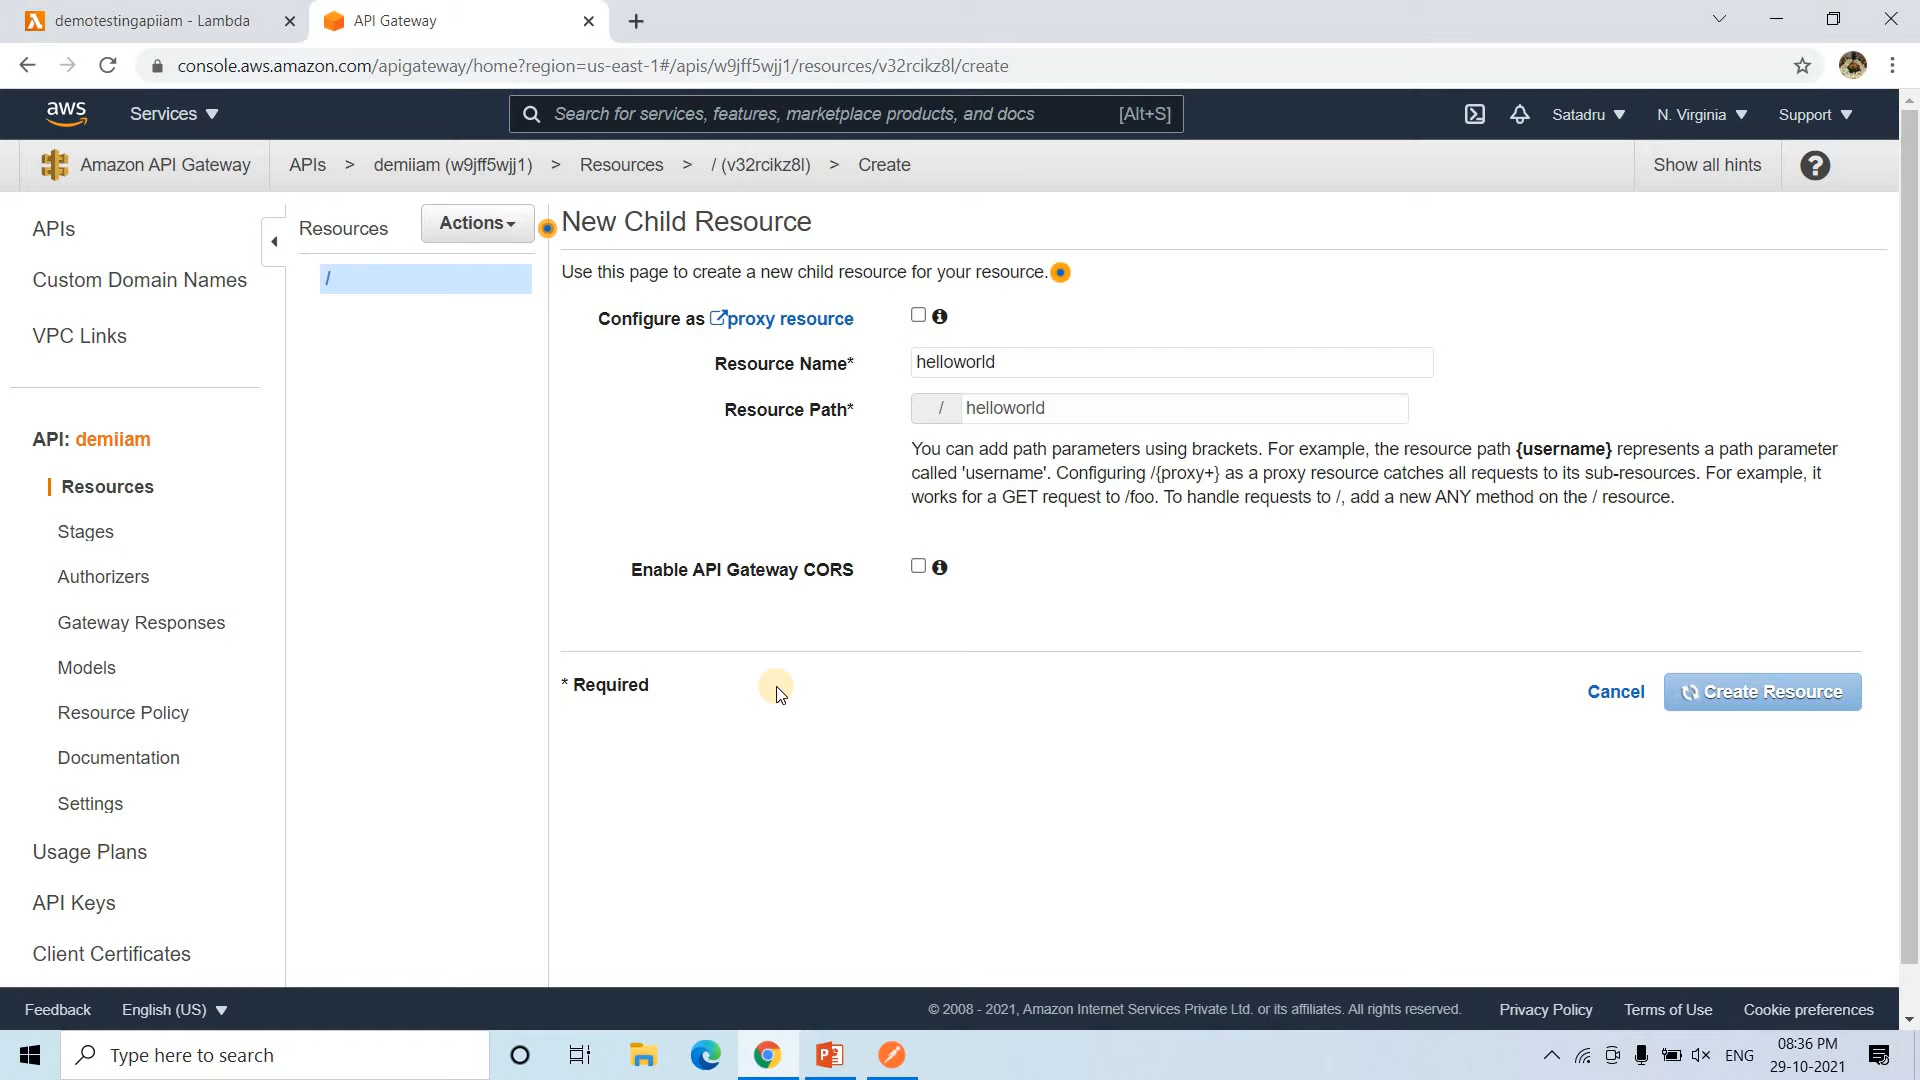 demotestingapiiam - Lambda
API Gateway
console.aws.amazon.com/apigateway/home?region=us-east-1#/apis/w9jff5wjj1/resources/v32rcikz8l/create
aws
Services
Search for services, features, marketplace products, and docs
[Alt+S]
Satadru
N. Virginia
Support
Amazon API Gateway
APIs > demiiam (w9jff5wjj1) > Resources > / (v32rcikz8l) > Create
Show all hints
?
APIs
Custom Domain Names
VPC Links
API: demiiam
Resources
Stages
Authorizers
Gateway Responses
Models
Resource Policy
Documentation
Settings
Usage Plans
API Keys
Client Certificates
Resources
Actions
/
New Child Resource
Use this page to create a new child resource for your resource.
Configure as proxy resource
Resource Name*
helloworld
Resource Path*
/ helloworld
You can add path parameters using brackets. For example, the resource path {username} represents a path parameter
called 'username'. Configuring /{proxy+} as a proxy resource catches all requests to its sub-resources. For example, it
works for a GET request to /foo. To handle requests to /, add a new ANY method on the / resource.
Enable API Gateway CORS
* Required
Cancel
Create Resource
Feedback
English (US)
© 2008 - 2021, Amazon Internet Services Private Ltd. or its affiliates. All rights reserved.
Privacy Policy
Terms of Use
Cookie preferences
Type here to search
ENG
08:36 PM
29-10-2021